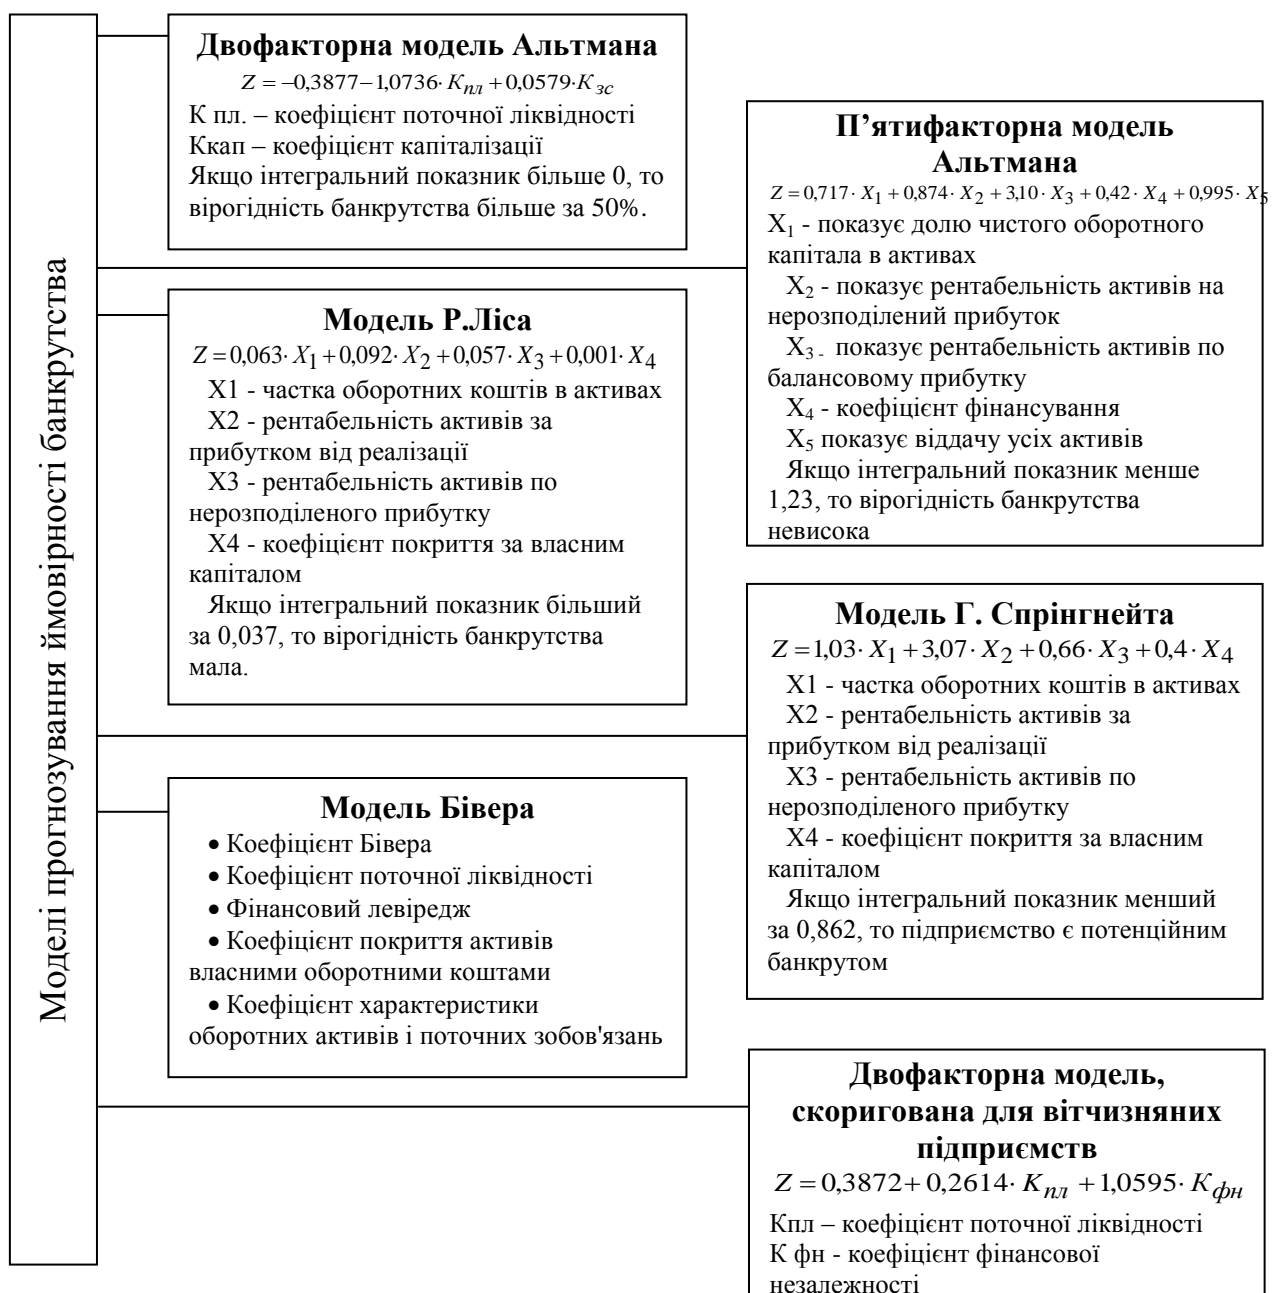 Моделі прогнозування ймовірності банкрутства
Двофакторна модель Альтмана
Z = −0,3877−1,0736· К пл + 0,0579· К зс
К пл. – коефіцієнт поточної ліквідності
Ккап – коефіцієнт капіталізації
Якщо інтегральний показник більше 0, то
вірогідність банкрутства більше за 50%.
П’ятифакторна модель
Альтмана
Z = 0,717· X1 + 0,874· X2 + 3,10· X3 + 0,42· X4 + 0,995· X5
X1 - показує долю чистого оборотного
капітала в активах
X2 - показує рентабельність активів на
нерозподілений прибуток
X3 - показує рентабельність активів по
балансовому прибутку
X4 - коефіцієнт фінансування
X5 показує віддачу усіх активів
Якщо інтегральний показник менше
1,23, то вірогідність банкрутства
невисока
Модель Р.Ліса
Z = 0,063· X1 + 0,092· X2 + 0,057· X3 + 0,001· X4
X1 - частка оборотних коштів в активах
X2 - рентабельність активів за
прибутком від реалізації
X3 - рентабельність активів по
нерозподіленого прибутку
X4 - коефіцієнт покриття за власним
капіталом
Якщо інтегральний показник більший
за 0,037, то вірогідність банкрутства
мала.
Модель Г. Спрінгнейта
Z = 1,03· X1 + 3,07· X2 + 0,66· X3 + 0,4· X4
X1 - частка оборотних коштів в активах
X2 - рентабельність активів за
прибутком від реалізації
X3 - рентабельність активів по
нерозподіленого прибутку
X4 - коефіцієнт покриття за власним
капіталом
Якщо інтегральний показник менший
за 0,862, то підприємство є потенційним
банкрутом
Модель Бівера
• Коефіцієнт Бівера
• Коефіцієнт поточної ліквідності
• Фінансовий левіредж
• Коефіцієнт покриття активів
власними оборотними коштами
• Коефіцієнт характеристики
оборотних активів і поточних зобов'язань
Двофакторна модель,
скоригована для вітчизняних
підприємств
Z = 0,3872+ 0,2614· К пл + 1,0595· К фн
Кпл – коефіцієнт поточної ліквідності
К фн - коефіцієнт фінансової
незалежності